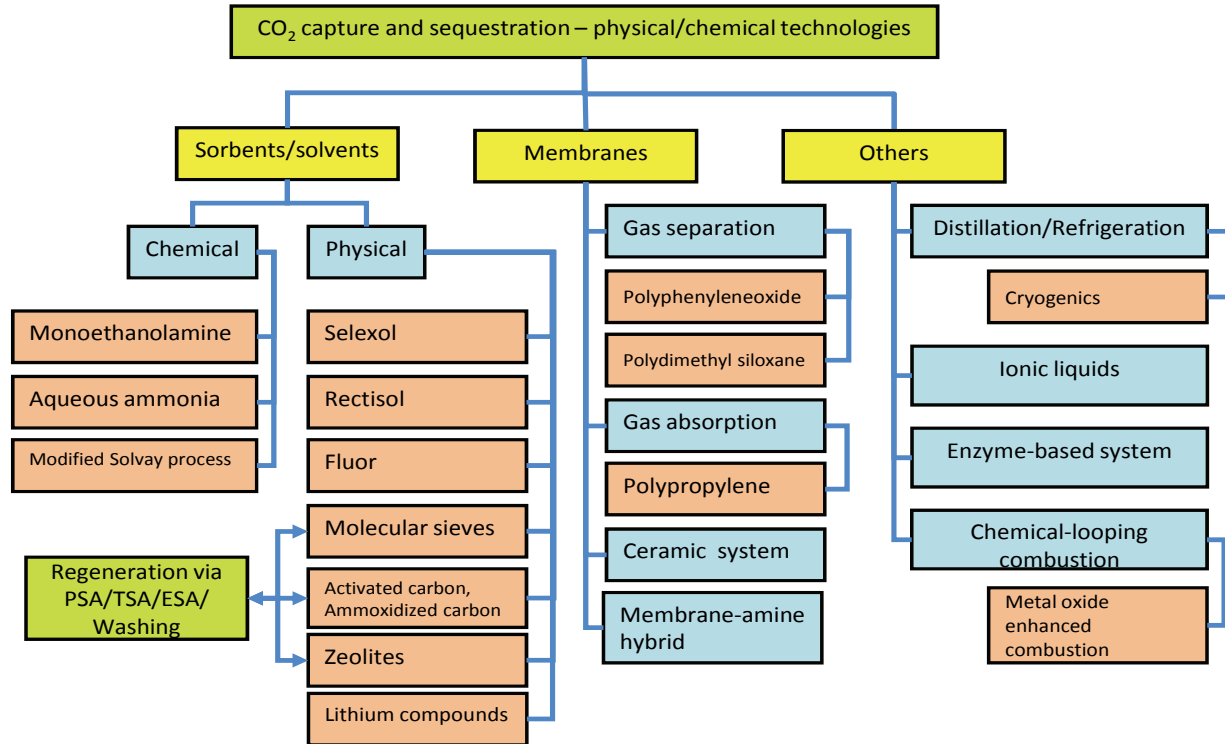 CO₂ capture and sequestration – physical/chemical technologies
Sorbents/solvents
Membranes
Others
Chemical
Physical
Monoethanolamine
Aqueous ammonia
Modified Solvay process
Selexol
Rectisol
Fluor
Molecular sieves
Activated carbon,
Ammoxidized carbon
Zeolites
Lithium compounds
Regeneration via
PSA/TSA/ESA/
Washing
Gas separation
Polyphenyleneoxide
Polydimethyl siloxane
Gas absorption
Polypropylene
Ceramic system
Membrane-amine
hybrid
Distillation/Refrigeration
Cryogenics
Ionic liquids
Enzyme-based system
Chemical-looping
combustion
Metal oxide
enhanced
combustion